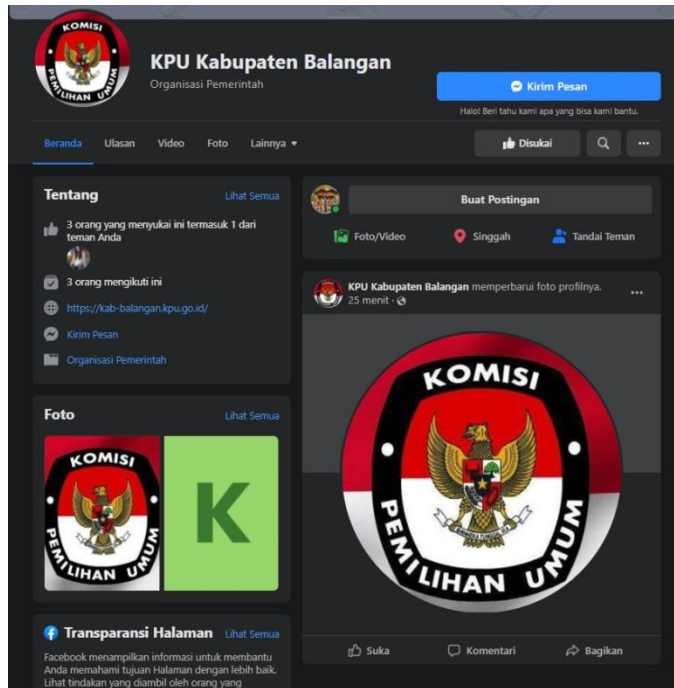 KOMISI
PEMILIHAN UMUM
KPU Kabupaten Balangan
Organisasi Pemerintah
Kirim Pesan
Halo! Beri tahu kami apa yang bisa kami bantu.
Beranda Ulasan Video Foto Lainnya
Disukai
Tentang
Lihat Semua
3 orang yang menyukai ini termasuk 1 dari
teman Anda
3 orang mengikuti ini
https://kab-balangan.kpu.go.id/
Kirim Pesan
Organisasi Pemerintah
Foto
Lihat Semua
KOMISI
PEMILIHAN UMUM
K
Transparansi Halaman
Lihat Semua
Facebook menampilkan informasi untuk membantu
Anda memahami tujuan Halaman dengan lebih baik.
Lihat tindakan yang diambil oleh orang yang
Buat Postingan
Foto/Video Singgah Tandai Teman
KPU Kabupaten Balangan memperbarui foto profilnya.
25 menit ·
KOMISI
PEMILIHAN UMUM
Suka Komentari Bagikan